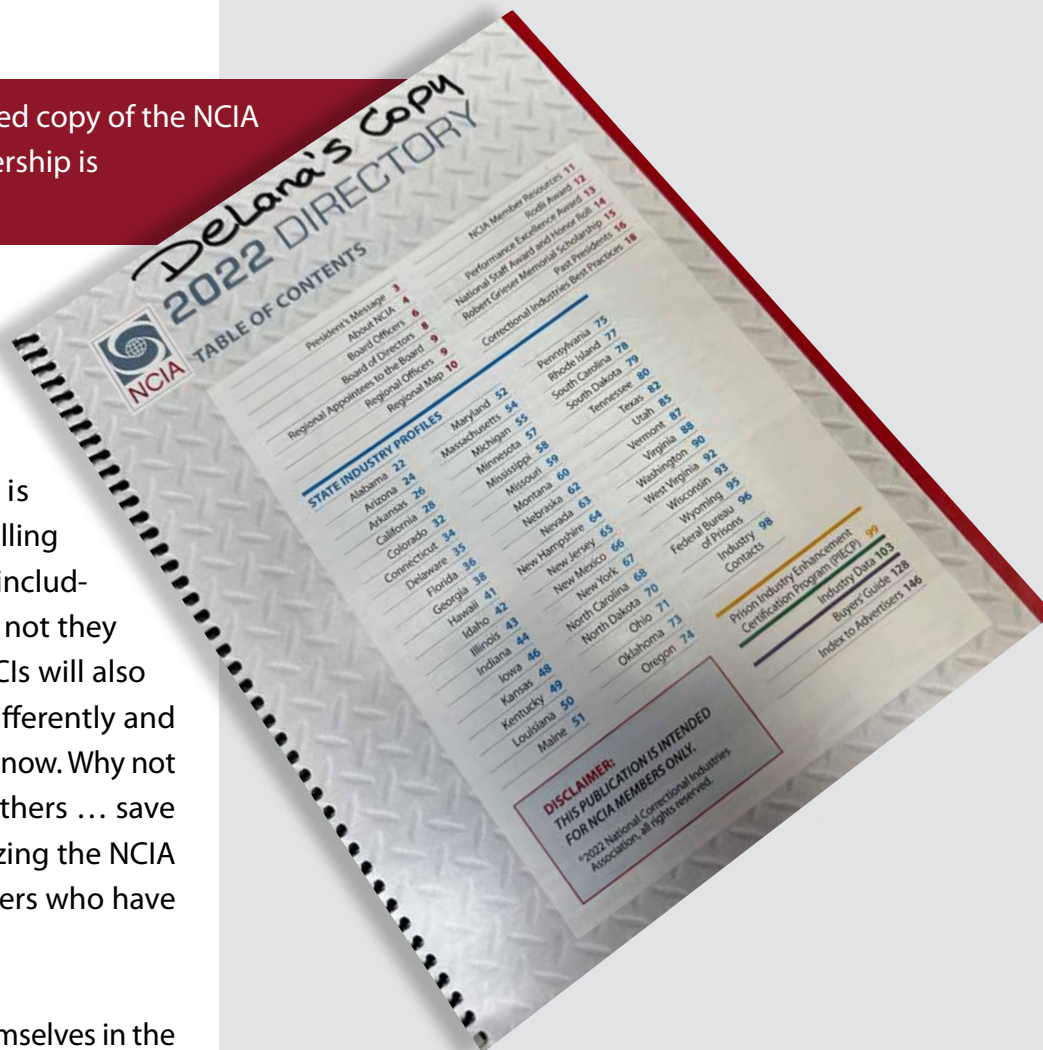 ed copy of the NCIA
ership is
is
lling
includ-
not they
CIs will also
ifferently and
now. Why not
thers … save
zing the NCIA
ers who have
mselves in the
DeLana's Copy
2022 DIRECTORY
NCIA
TABLE OF CONTENTS
President's Message 3
About NCIA 4
Board Officers 6
Board of Directors 8
Regional Appointees to the Board 9
Regional Officers 9
Regional Map 10
NCIA Member Resources 11
Rodli Award 12
Performance Excellence Award 13
National Staff Award and Honor Roll 14
Robert Grieser Memorial Scholarship 15
Past Presidents 16
Correctional Industries Best Practices 18
STATE INDUSTRY PROFILES
Alabama 22
Arizona 24
Arkansas 26
California 28
Colorado 32
Connecticut 34
Delaware 35
Florida 36
Georgia 38
Hawaii 41
Idaho 42
Illinois 43
Indiana 44
Iowa 46
Kansas 48
Kentucky 49
Louisiana 50
Maine 51
Maryland 52
Massachusetts 54
Michigan 55
Minnesota 57
Mississippi 58
Missouri 59
Montana 60
Nebraska 62
Nevada 63
New Hampshire 64
New Jersey 65
New Mexico 66
New York 67
North Carolina 68
North Dakota 70
Ohio 71
Oklahoma 73
Oregon 74
Pennsylvania 75
Rhode Island 77
South Carolina 78
South Dakota 79
Tennessee 80
Texas 82
Utah 85
Vermont 87
Virginia 88
Washington 90
West Virginia 92
Wisconsin 93
Wyoming 95
Federal Bureau 96
of Prisons
Industry 98
Contacts
Prison Industry Enhancement
Certification Program (PIECP) 99
Industry Data 103
Buyers' Guide 128
Index to Advertisers 146
DISCLAIMER:
THIS PUBLICATION IS INTENDED
FOR NCIA MEMBERS ONLY.
©2022 National Correctional Industries
Association, all rights reserved.